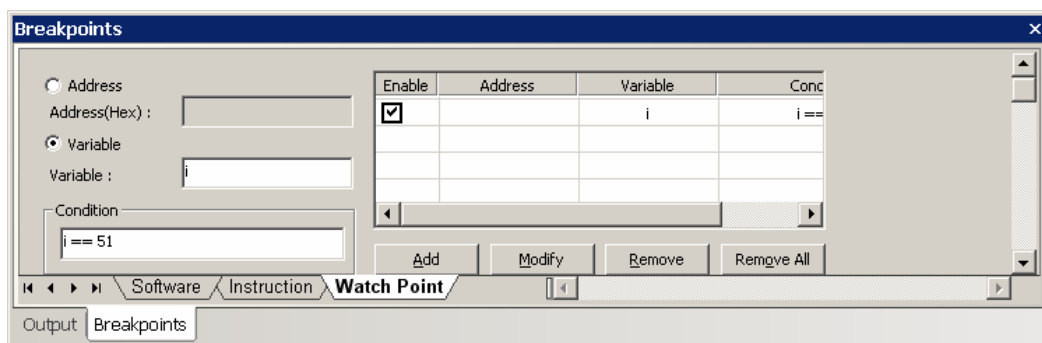 Breakpoints
Address
Address(Hex) :
Variable
Variable : i
Condition
i == 51
Enable Address Variable Conc
i i ==
Add Modify Remove Remove All
Software Instruction Watch Point
Output Breakpoints